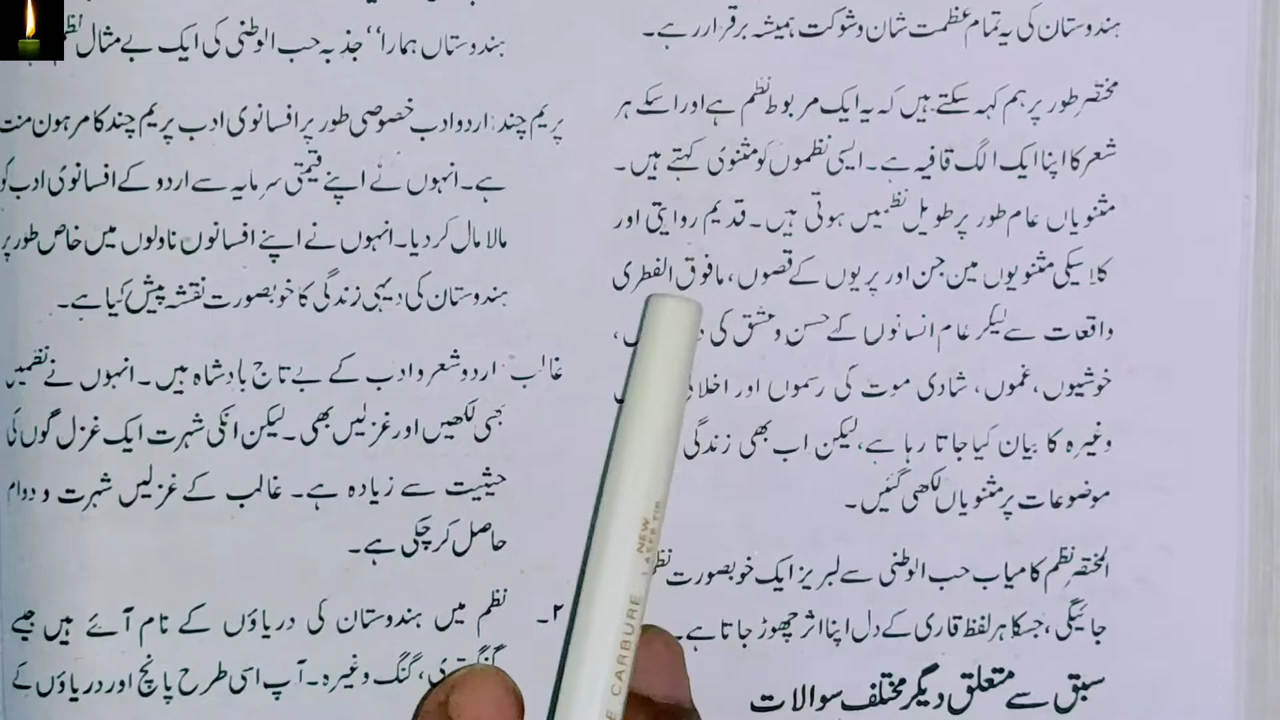 ہندوستان کی یہ تمام عظمت شان و شوکت ہمیشہ برقرار رہے۔
مختصر طور پر ہم کہہ سکتے ہیں کہ یہ ایک مربوط نظم ہے اور اسکے ہر
شعر کا اپنا ایک الگ قافیہ ہے۔ ایسی نظموں کو مثنوی کہتے ہیں۔
مثنویاں عام طور پر طویل نظمیں ہوتی ہیں۔ قدیم روایتی اور
کلاسیکی مثنویوں مین جن اور پریوں کے قصوں، مافوق الفطری
واقعات سے لیکر عام انسانوں کے حسن و عشق کی
خوشیوں، غموں، شادی موت کی رسموں اور
وغیرہ کا بیان کیا جاتا رہا ہے، لیکن اب بھی زندگی
موضوعات پر مثنویاں لکھی گئیں۔
المختصر نظم کامیاب حب الوطنی سے لبریز ایک خوبصورت
جائیگی، جسکا ہر لفظ قاری کے دل اپنا اثر چھوڑ جاتا ہے۔
سبق سے متعلق دیگر مختلف سوالات
ہندوستاں ہمارا‘‘ جذبہ حب الوطنی کی ایک بے مثال
پریم چند: اردو ادب خصوصی طور پر افسانوی ادب پریم چند کا مرہون منت
ہے۔ انہوں نے اپنے قیمتی سرمایہ سے اردو کے افسانوی ادب کو
مالا مال کر دیا۔ انہوں نے اپنے افسانوں ناولوں میں خاص طور پر
ہندوستان کی دیہی زندگی کا خوبصورت نقشہ پیش کیا ہے۔
غالب: اردو شعر و ادب کے بے تاج بادشاہ ہیں۔ انہوں نے نظمیں
بھی لکھیں اور غزلیں بھی۔ لیکن انکی شہرت ایک غزل گوں کی
حیثیت سے زیادہ ہے۔ غالب کے غزلیں شہرت و دوام
حاصل کر چکی ہے۔
۲۔ نظم میں ہندوستان کی دریاؤں کے نام آئے ہیں جیسے
گنگ وغیرہ۔ آپ اسی طرح پانچ اور دریاؤں کے
NEW
LASER TIP
CARBURE